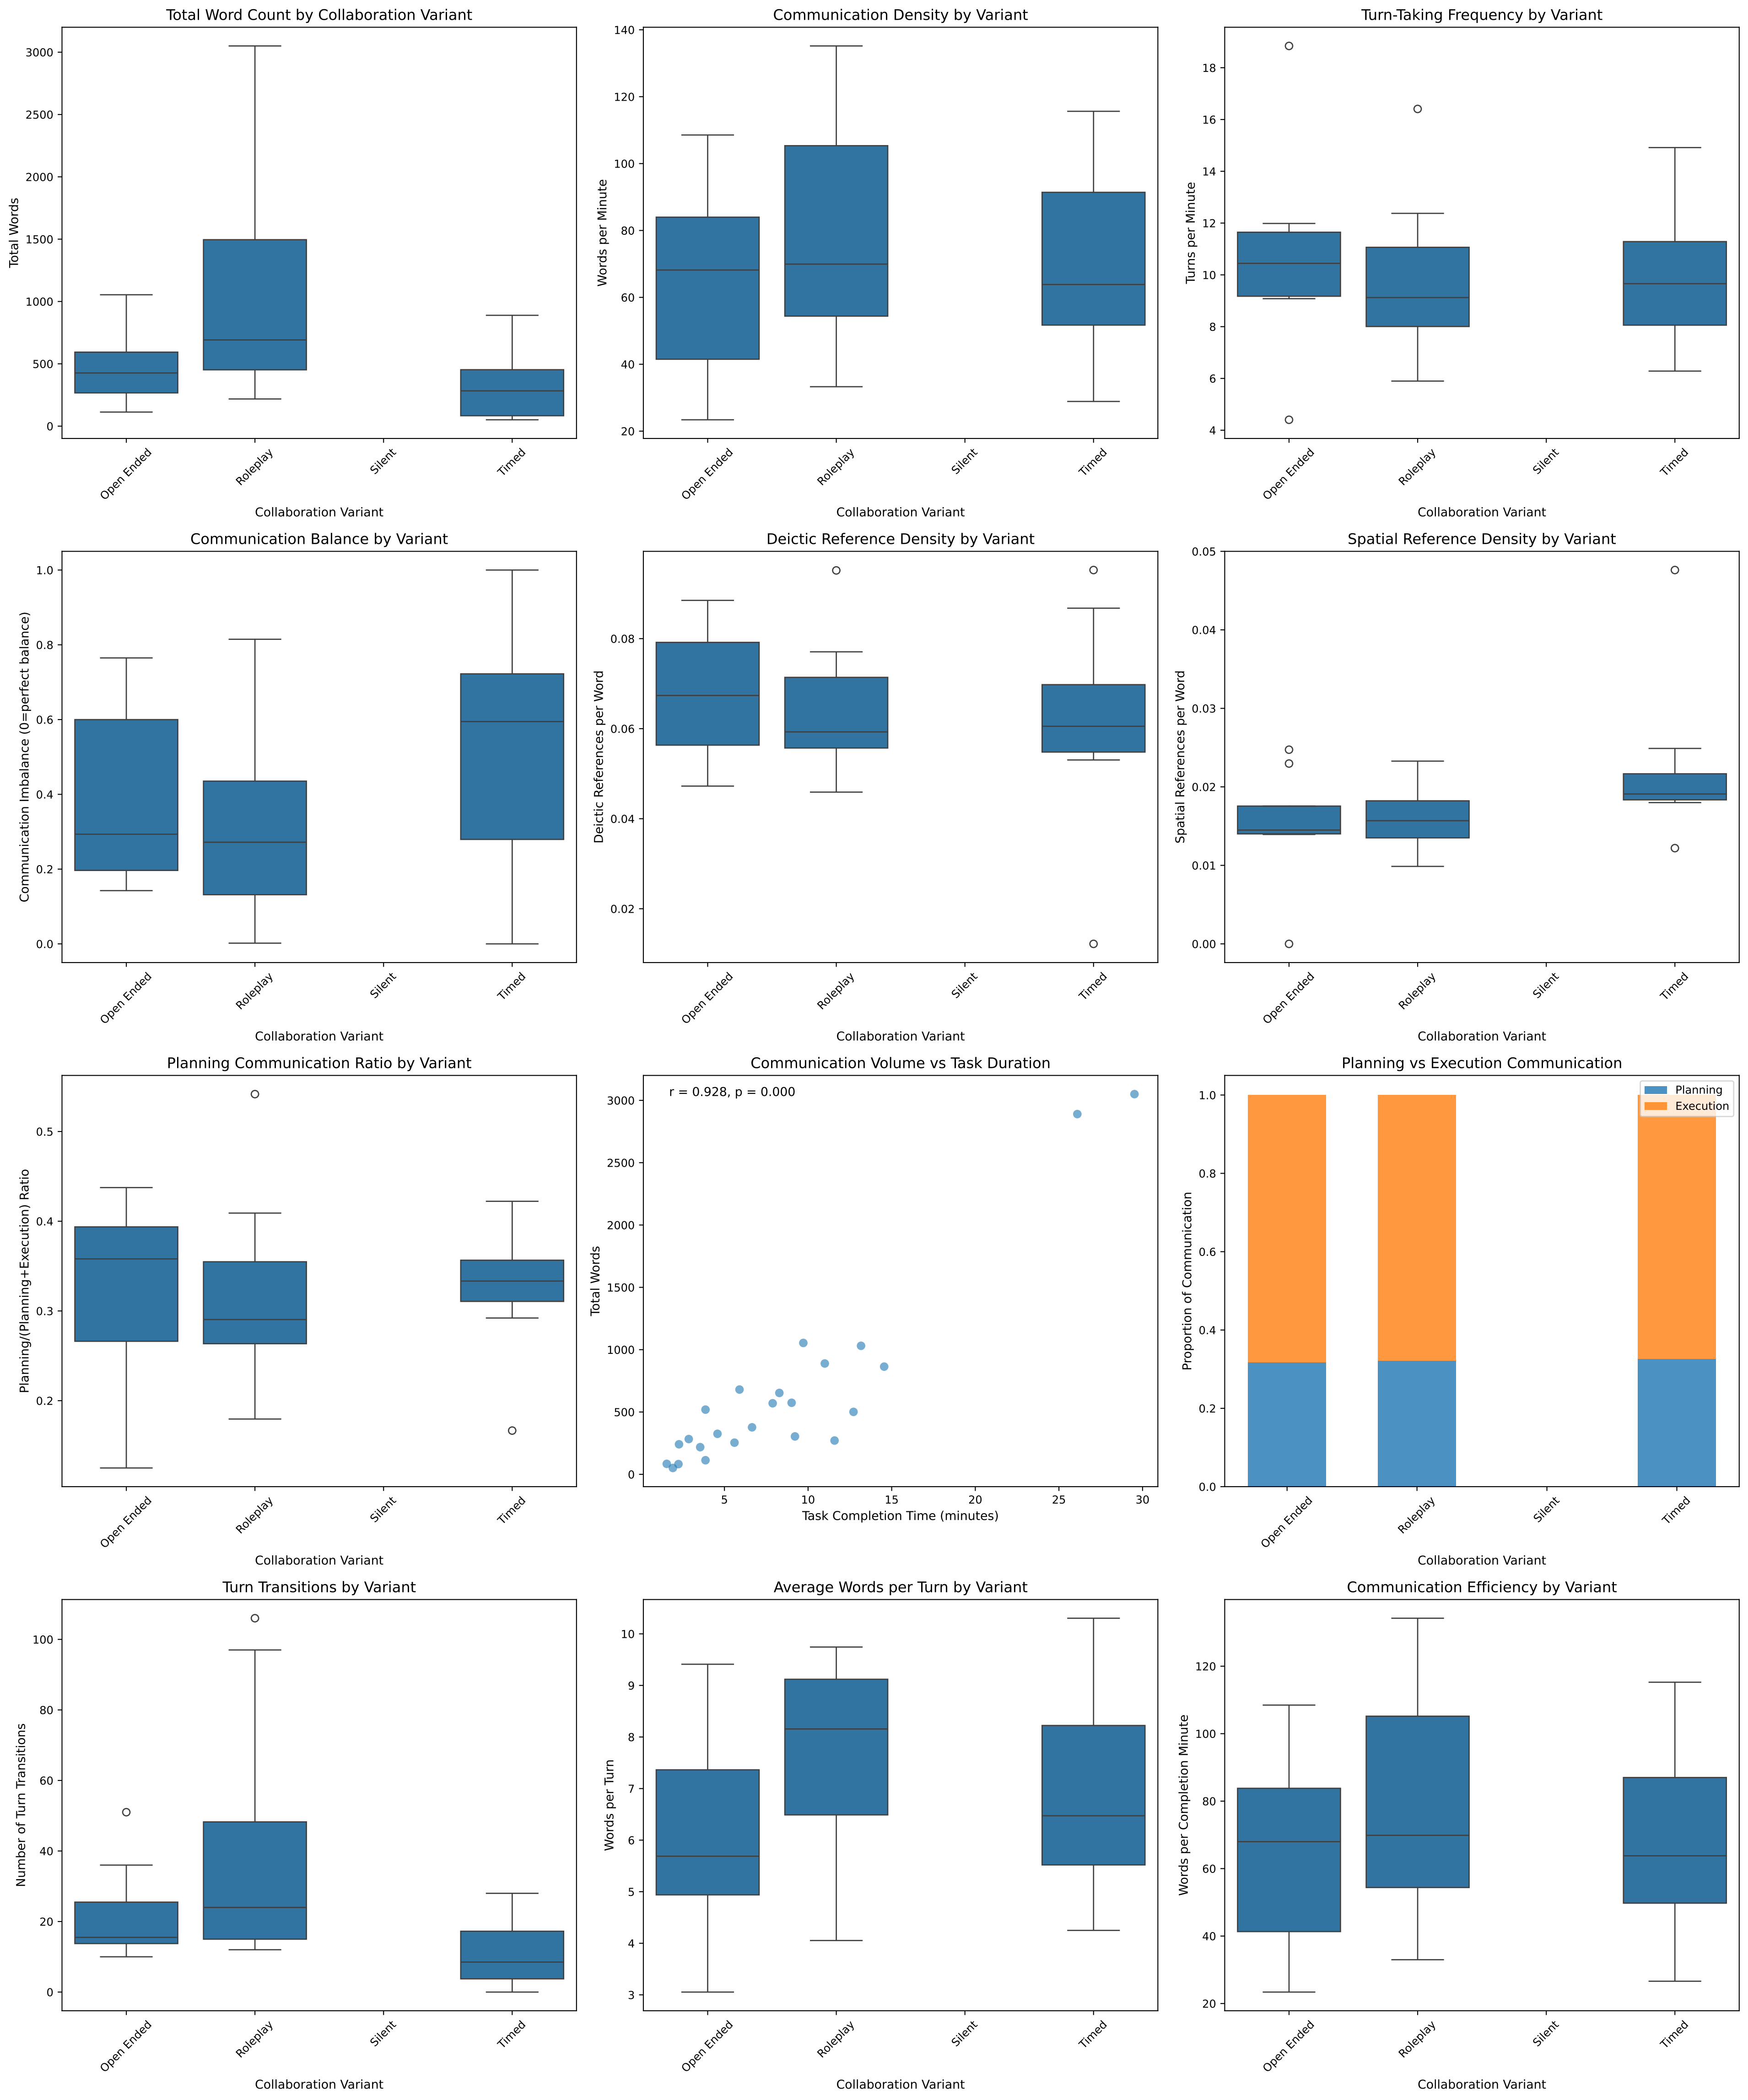 Total Word Count by Collaboration Variant
Total Words
3000
2500
2000
1500
1000
500
0
Open Ended
Roleplay
Silent
Timed
Collaboration Variant
Communication Density by Variant
Words per Minute
140
120
100
80
60
40
20
Open Ended
Roleplay
Silent
Timed
Collaboration Variant
Turn-Taking Frequency by Variant
Turns per Minute
18
16
14
12
10
8
6
4
Open Ended
Roleplay
Silent
Timed
Collaboration Variant
Communication Balance by Variant
Communication Imbalance (0=perfect balance)
1.0
0.8
0.6
0.4
0.2
0.0
Open Ended
Roleplay
Silent
Timed
Collaboration Variant
Deictic Reference Density by Variant
Deictic References per Word
0.08
0.06
0.04
0.02
Open Ended
Roleplay
Silent
Timed
Collaboration Variant
Spatial Reference Density by Variant
Spatial References per Word
0.05
0.04
0.03
0.02
0.01
0.00
Open Ended
Roleplay
Silent
Timed
Collaboration Variant
Planning Communication Ratio by Variant
Planning/(Planning+Execution) Ratio
0.5
0.4
0.3
0.2
Open Ended
Roleplay
Silent
Timed
Collaboration Variant
Communication Volume vs Task Duration
r = 0.928, p = 0.000
Total Words
3000
2500
2000
1500
1000
500
0
5
10
15
20
25
30
Task Completion Time (minutes)
Planning vs Execution Communication
Planning
Execution
Proportion of Communication
1.0
0.8
0.6
0.4
0.2
0.0
Open Ended
Roleplay
Silent
Timed
Collaboration Variant
Turn Transitions by Variant
Number of Turn Transitions
100
80
60
40
20
0
Open Ended
Roleplay
Silent
Timed
Collaboration Variant
Average Words per Turn by Variant
Words per Turn
10
9
8
7
6
5
4
3
Open Ended
Roleplay
Silent
Timed
Collaboration Variant
Communication Efficiency by Variant
Words per Completion Minute
120
100
80
60
40
20
Open Ended
Roleplay
Silent
Timed
Collaboration Variant